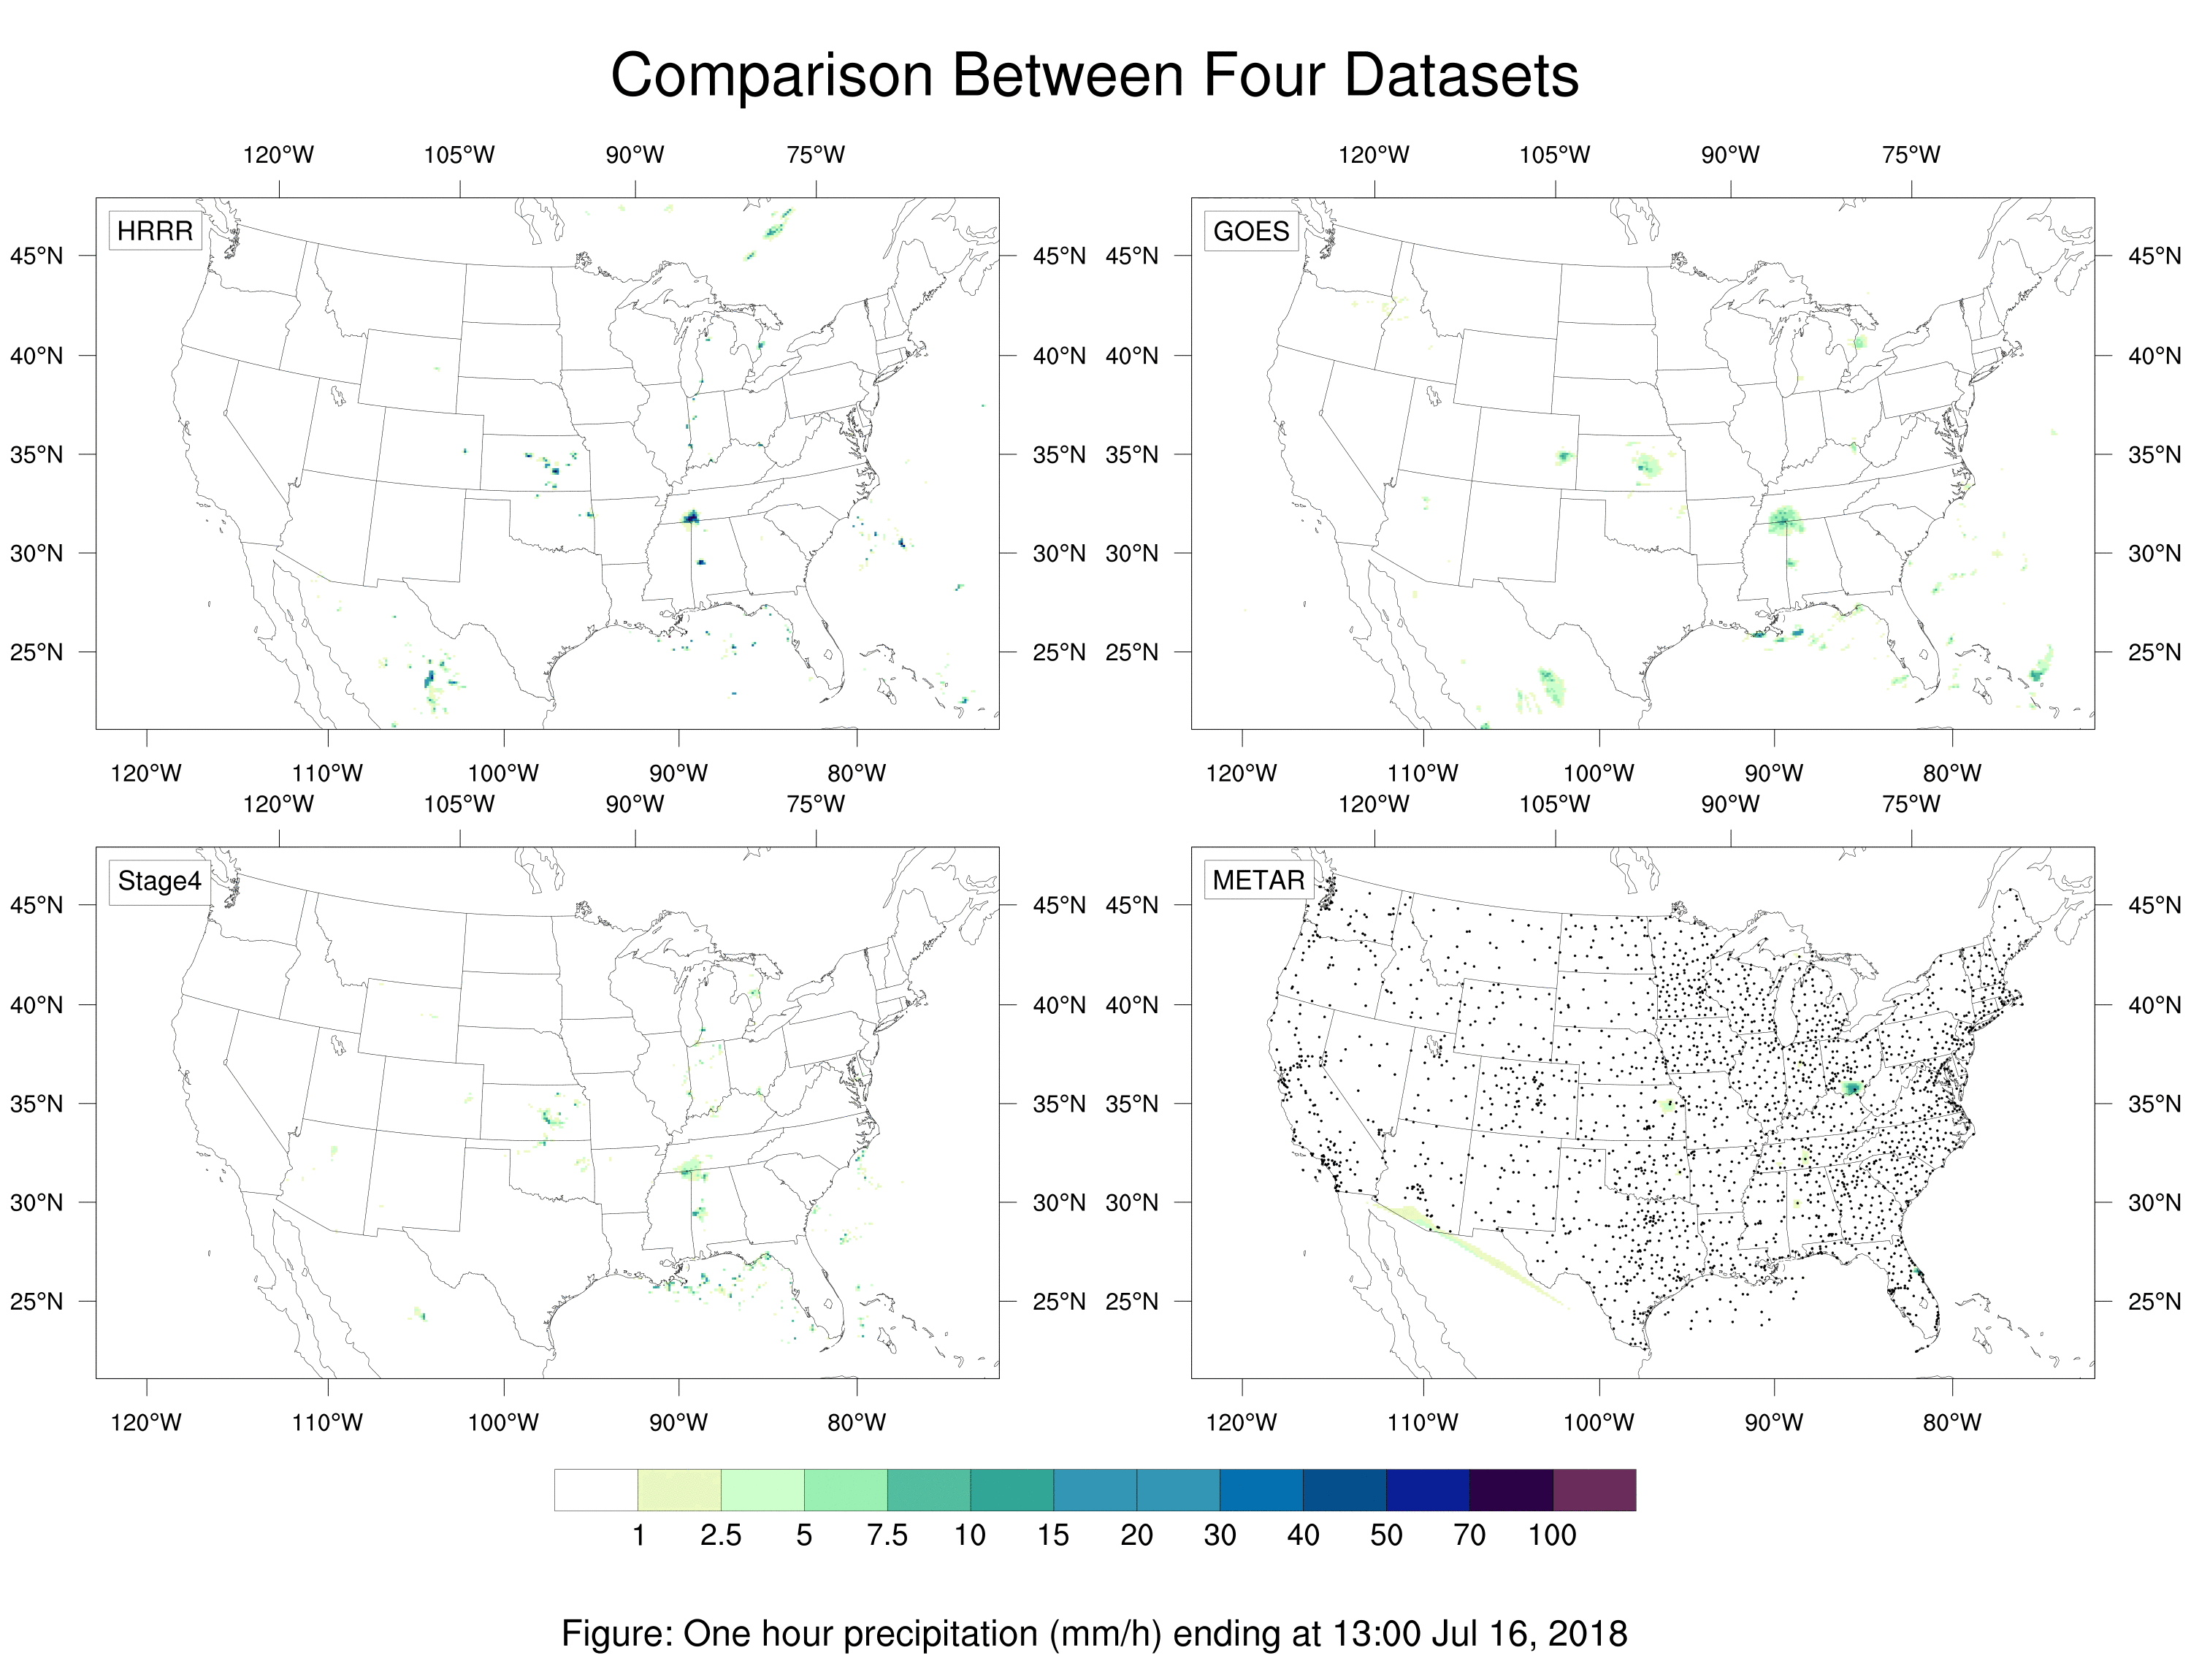 Comparison Between Four Datasets
120°W 105°W 90°W 75°W 120°W 105°W 90°W 75°W
HRRR GOES
45°N 45°N 45°N 45°N
40°N 40°N 40°N 40°N
35°N 35°N 35°N 35°N
30°N 30°N 30°N 30°N
25°N 25°N 25°N 25°N
120°W 110°W 100°W 90°W 80°W 120°W 110°W 100°W 90°W 80°W
120°W 105°W 90°W 75°W 120°W 105°W 90°W 75°W
Stage4 METAR
45°N 45°N 45°N 45°N
40°N 40°N 40°N 40°N
35°N 35°N 35°N 35°N
30°N 30°N 30°N 30°N
25°N 25°N 25°N 25°N
120°W 110°W 100°W 90°W 80°W 120°W 110°W 100°W 90°W 80°W
1 2.5 5 7.5 10 15 20 30 40 50 70 100
Figure: One hour precipitation (mm/h) ending at 13:00 Jul 16, 2018